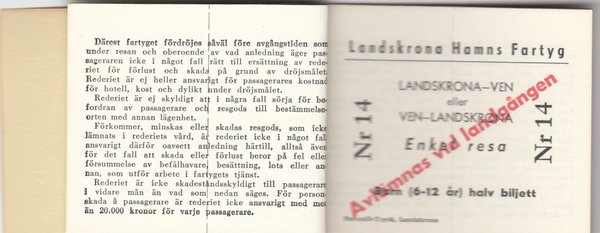 Därest fartyget fördröjes såväl före avgångstiden som
under resan och oberoende av vad anledning äger pas-
sageraren icke i något fall rätt till ersättning av rede-
riet för förlust och skada på grund av dröjsmålet.
Rederiet är ej heller ansvarigt för passagerares kostnad
för hotell, kost och dylikt under dröjsmålet.
Rederiet är ej skyldigt att i några fall sörja för be-
fordran av passagerare och resgods till bestämmelse-
orten med annan lägenhet.
Förkommer, minskas eller skadas resgods, som icke
lämnats i rederiets vård, är rederiet icke i något fall
ansvarigt därför oavsett anledning härtill, alltså även
för det fall att skada eller förlust beror på fel eller
försummelse av befälhavare, besättning, lots eller an-
nan, som utför arbete i fartygets tjänst.
Rederiet är icke skadeståndsskyldigt till passagerare
i vidare mån än vad som nedan säges. För person-
skada å passagerare är rederiet icke ansvarigt med mer
än 20.000 kronor för varje passagerare.
Landskrona Hamns Fartyg
LANDSKRONA–VEN
eller
VEN–LANDSKRONA
Enkel resa
Nr 14
Nr 14
Avlämnas vid landgången
Barn (6-12 år) halv biljett
Landskrona